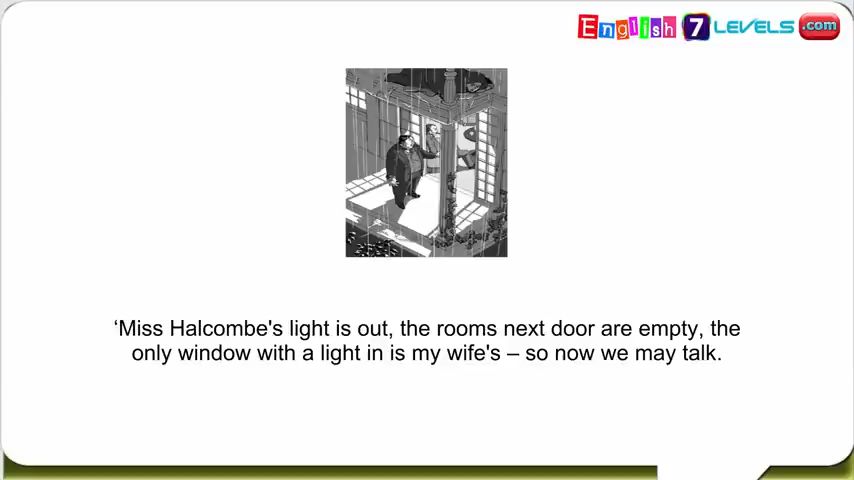 English 7 LEVELS .com
‘Miss Halcombe's light is out, the rooms next door are empty, the
only window with a light in is my wife's – so now we may talk.